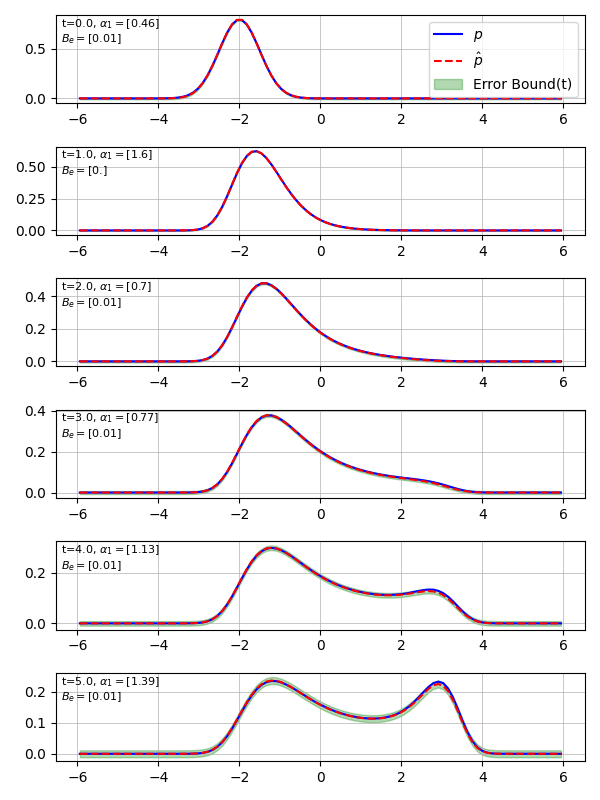 t=0.0, α₁ = [0.46]
Bₑ = [0.01]
p
p̂
Error Bound(t)
0.5
0.0
−6 −4 −2 0 2 4 6
t=1.0, α₁ = [1.6]
Bₑ = [0.]
0.50
0.25
0.00
−6 −4 −2 0 2 4 6
t=2.0, α₁ = [0.7]
Bₑ = [0.01]
0.4
0.2
0.0
−6 −4 −2 0 2 4 6
t=3.0, α₁ = [0.77]
Bₑ = [0.01]
0.4
0.2
0.0
−6 −4 −2 0 2 4 6
t=4.0, α₁ = [1.13]
Bₑ = [0.01]
0.2
0.0
−6 −4 −2 0 2 4 6
t=5.0, α₁ = [1.39]
Bₑ = [0.01]
0.2
0.1
0.0
−6 −4 −2 0 2 4 6